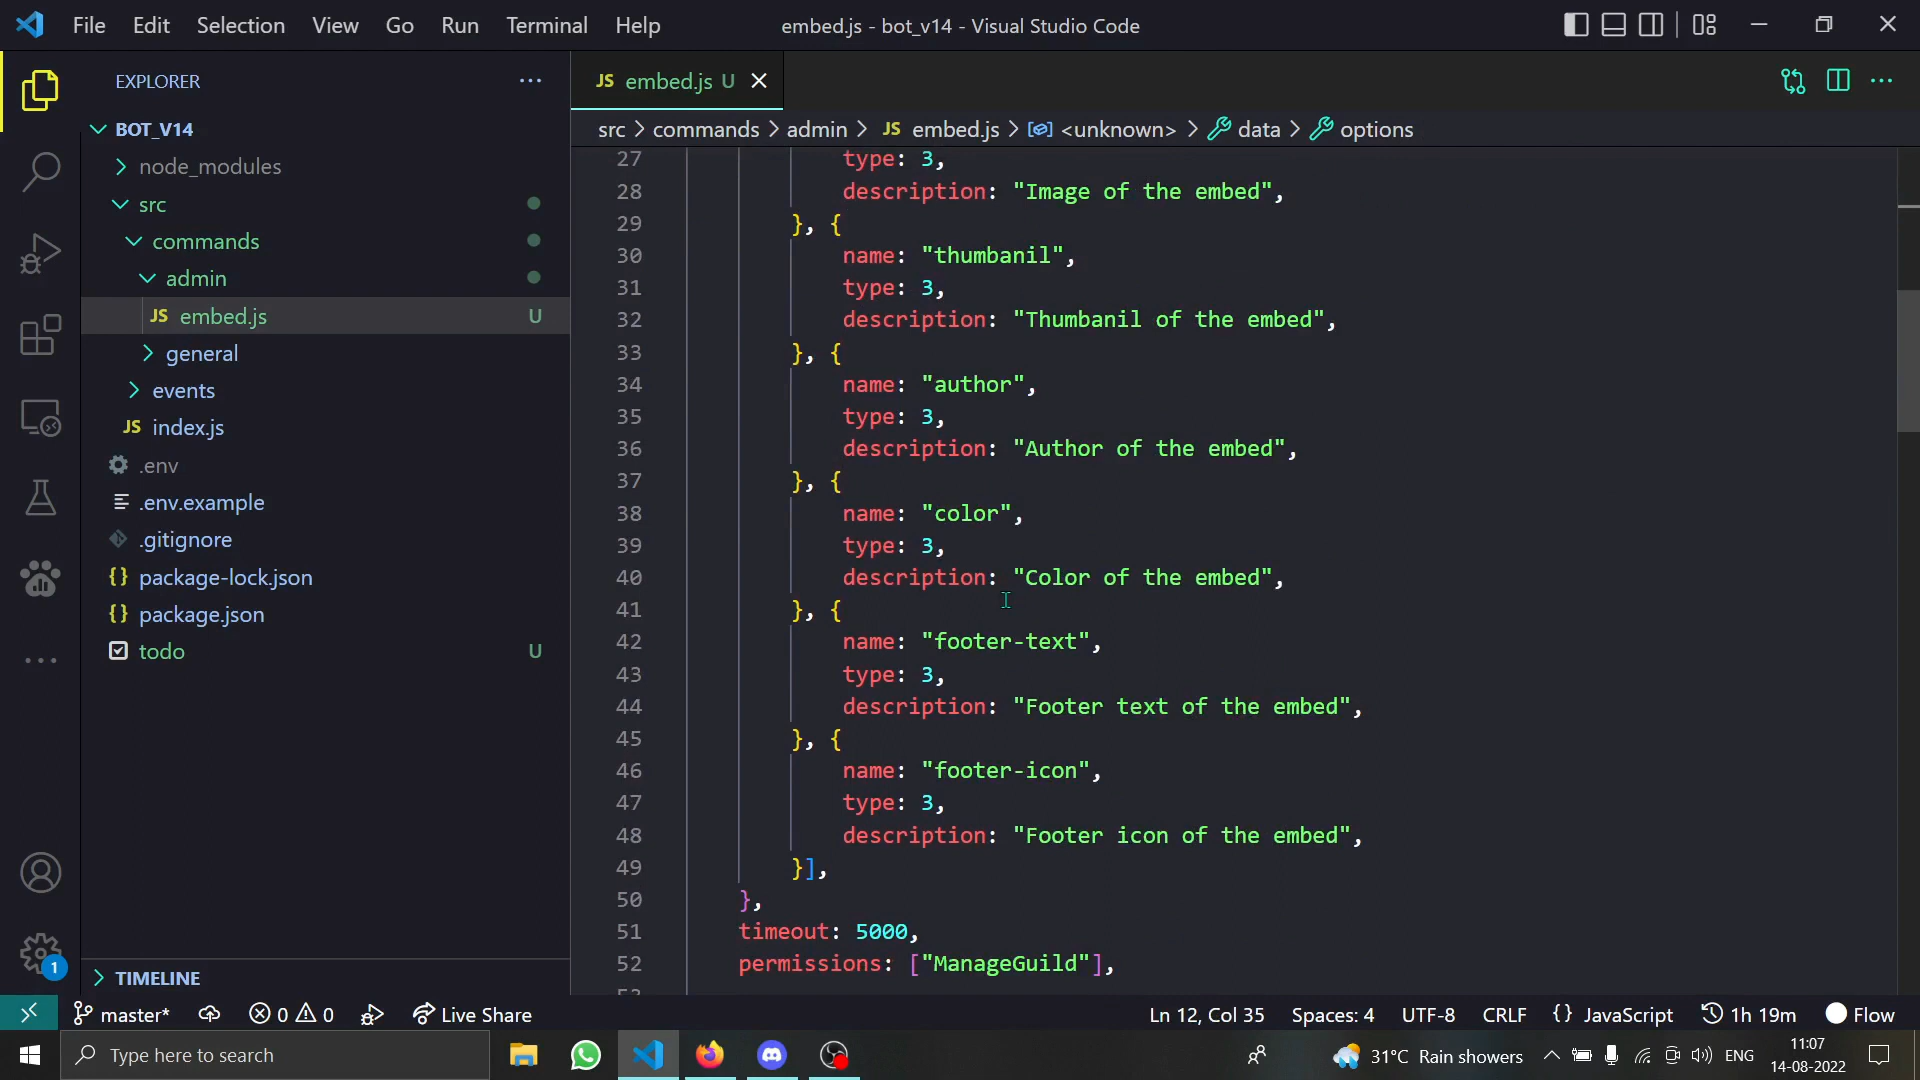 File Edit Selection View Go Run Terminal Help
embed.js - bot_v14 - Visual Studio Code
EXPLORER
BOT_V14
node_modules
src
commands
admin
JS embed.js U
general
events
JS index.js
.env
.env.example
.gitignore
{} package-lock.json
{} package.json
todo U
TIMELINE
JS embed.js U
src > commands > admin > JS embed.js > <unknown> > data > options
27 type: 3,
28 description: "Image of the embed",
29 }, {
30 name: "thumbanil",
31 type: 3,
32 description: "Thumbanil of the embed",
33 }, {
34 name: "author",
35 type: 3,
36 description: "Author of the embed",
37 }, {
38 name: "color",
39 type: 3,
40 description: "Color of the embed",
41 }, {
42 name: "footer-text",
43 type: 3,
44 description: "Footer text of the embed",
45 }, {
46 name: "footer-icon",
47 type: 3,
48 description: "Footer icon of the embed",
49 }],
50 },
51 timeout: 5000,
52 permissions: ["ManageGuild"],
1
master* 0 0 Live Share Ln 12, Col 35 Spaces: 4 UTF-8 CRLF {} JavaScript 1h 19m Flow
Type here to search
31°C Rain showers
ENG
11:07
14-08-2022